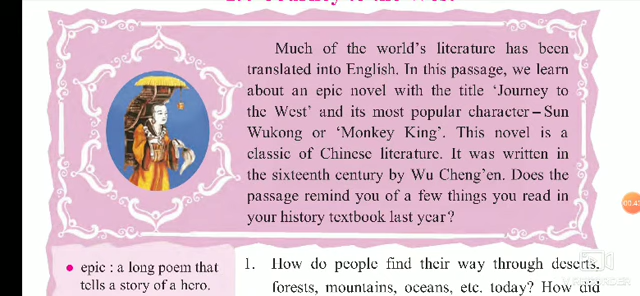 Much of the world's literature has been
translated into English. In this passage, we learn
about an epic novel with the title 'Journey to
the West' and its most popular character – Sun
Wukong or 'Monkey King'. This novel is a
classic of Chinese literature. It was written in
the sixteenth century by Wu Cheng'en. Does the
passage remind you of a few things you read in
your history textbook last year?
• epic : a long poem that
tells a story of a hero.
1. How do people find their way through deserts,
forests, mountains, oceans, etc. today? How did